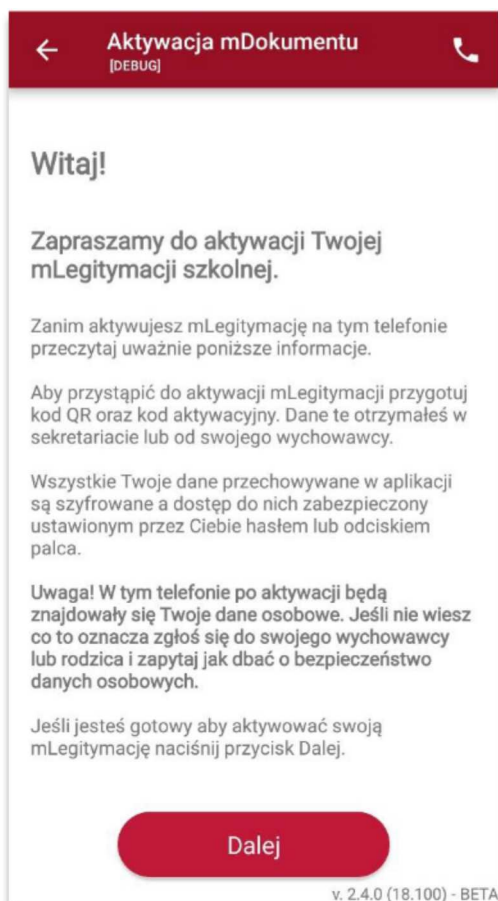 Aktywacja mDokumentu
[DEBUG]
Witaj!
Zapraszamy do aktywacji Twojej
mLegitymacji szkolnej.
Zanim aktywujesz mLegitymację na tym telefonie
przeczytaj uważnie poniższe informacje.
Aby przystąpić do aktywacji mLegitymacji przygotuj
kod QR oraz kod aktywacyjny. Dane te otrzymałeś w
sekretariacie lub od swojego wychowawcy.
Wszystkie Twoje dane przechowywane w aplikacji
są szyfrowane a dostęp do nich zabezpieczony
ustawionym przez Ciebie hasłem lub odciskiem
palca.
Uwaga! W tym telefonie po aktywacji będą
znajdowały się Twoje dane osobowe. Jeśli nie wiesz
co to oznacza zgłoś się do swojego wychowawcy
lub rodzica i zapytaj jak dbać o bezpieczeństwo
danych osobowych.
Jeśli jesteś gotowy aby aktywować swoją
mLegitymację naciśnij przycisk Dalej.
Dalej
v. 2.4.0 (18.100) - BETA